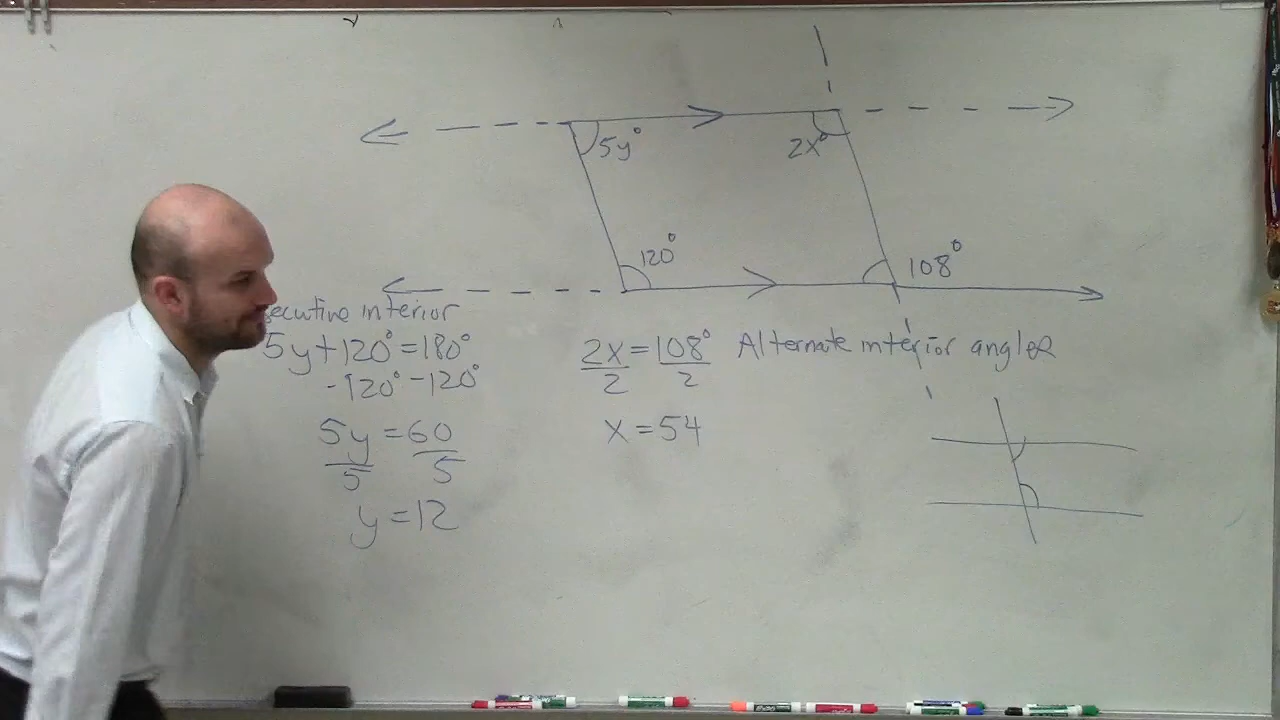 5y°
2x°
120°
108°
interior
5y+120°=180°
-120° -120°
5y=60
5 5
y=12
2x=108° Alternate interior angles
2 2
x=54